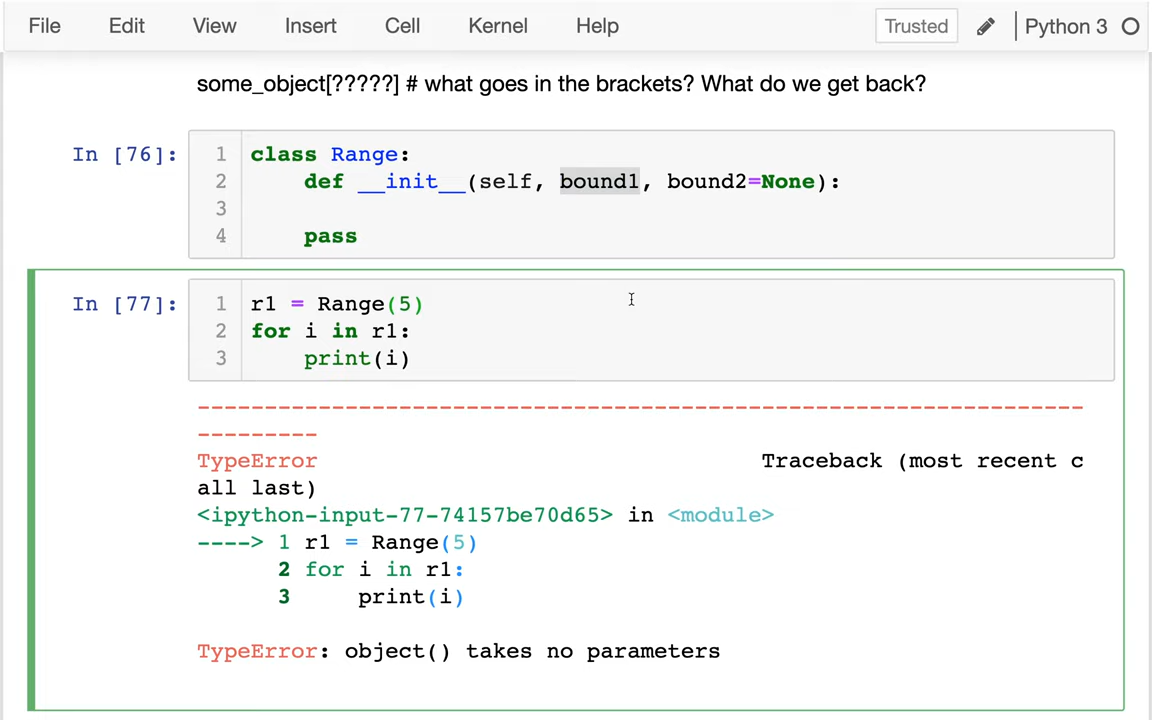 File Edit View Insert Cell Kernel Help Trusted Python 3
some_object[?????] # what goes in the brackets? What do we get back?
In [76]: 1 class Range:
2     def __init__(self, bound1, bound2=None):
3
4     pass
In [77]: 1 r1 = Range(5)
2 for i in r1:
3     print(i)
---------------------------------------------------------------------------
TypeError                                 Traceback (most recent c
all last)
<ipython-input-77-74157be70d65> in <module>
----> 1 r1 = Range(5)
      2 for i in r1:
      3     print(i)
TypeError: object() takes no parameters